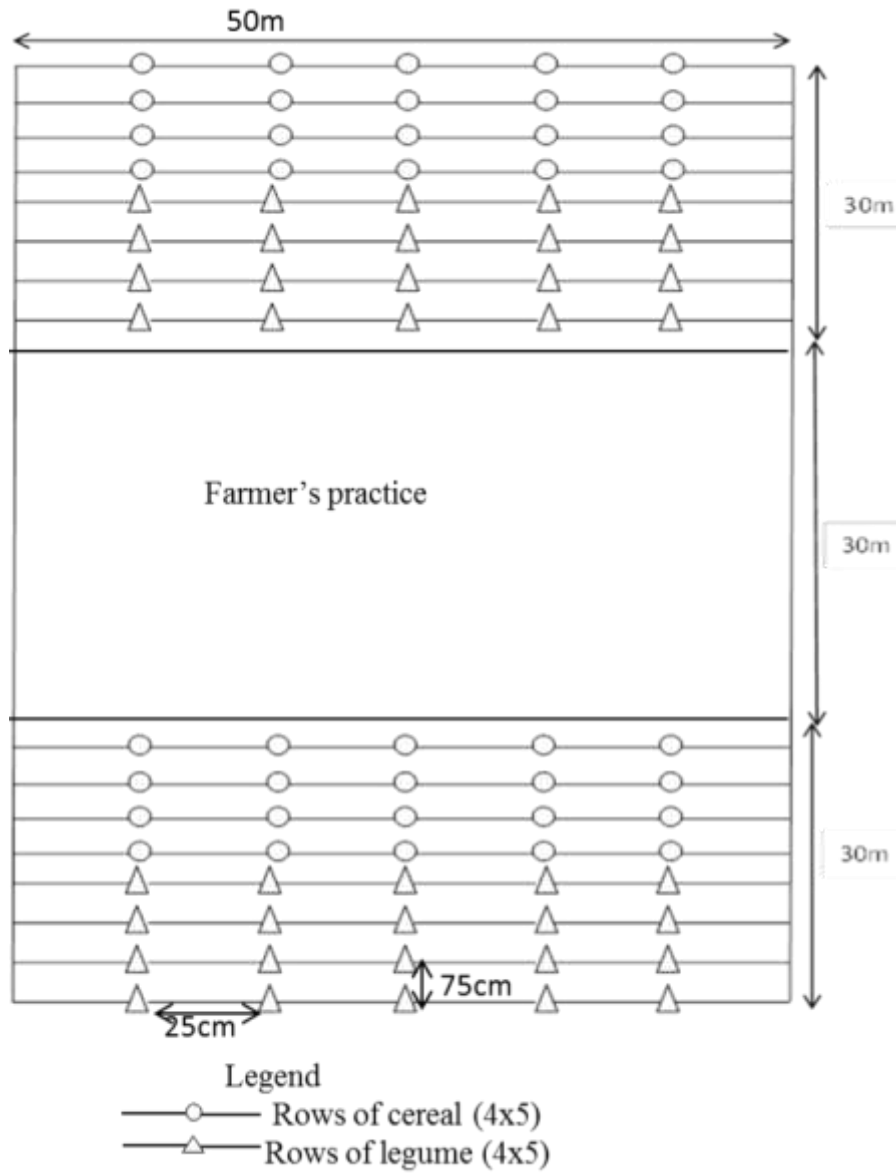 50m
30m
Farmer's practice
30m
30m
75cm
25cm
Legend
Rows of cereal (4x5)
Rows of legume (4x5)